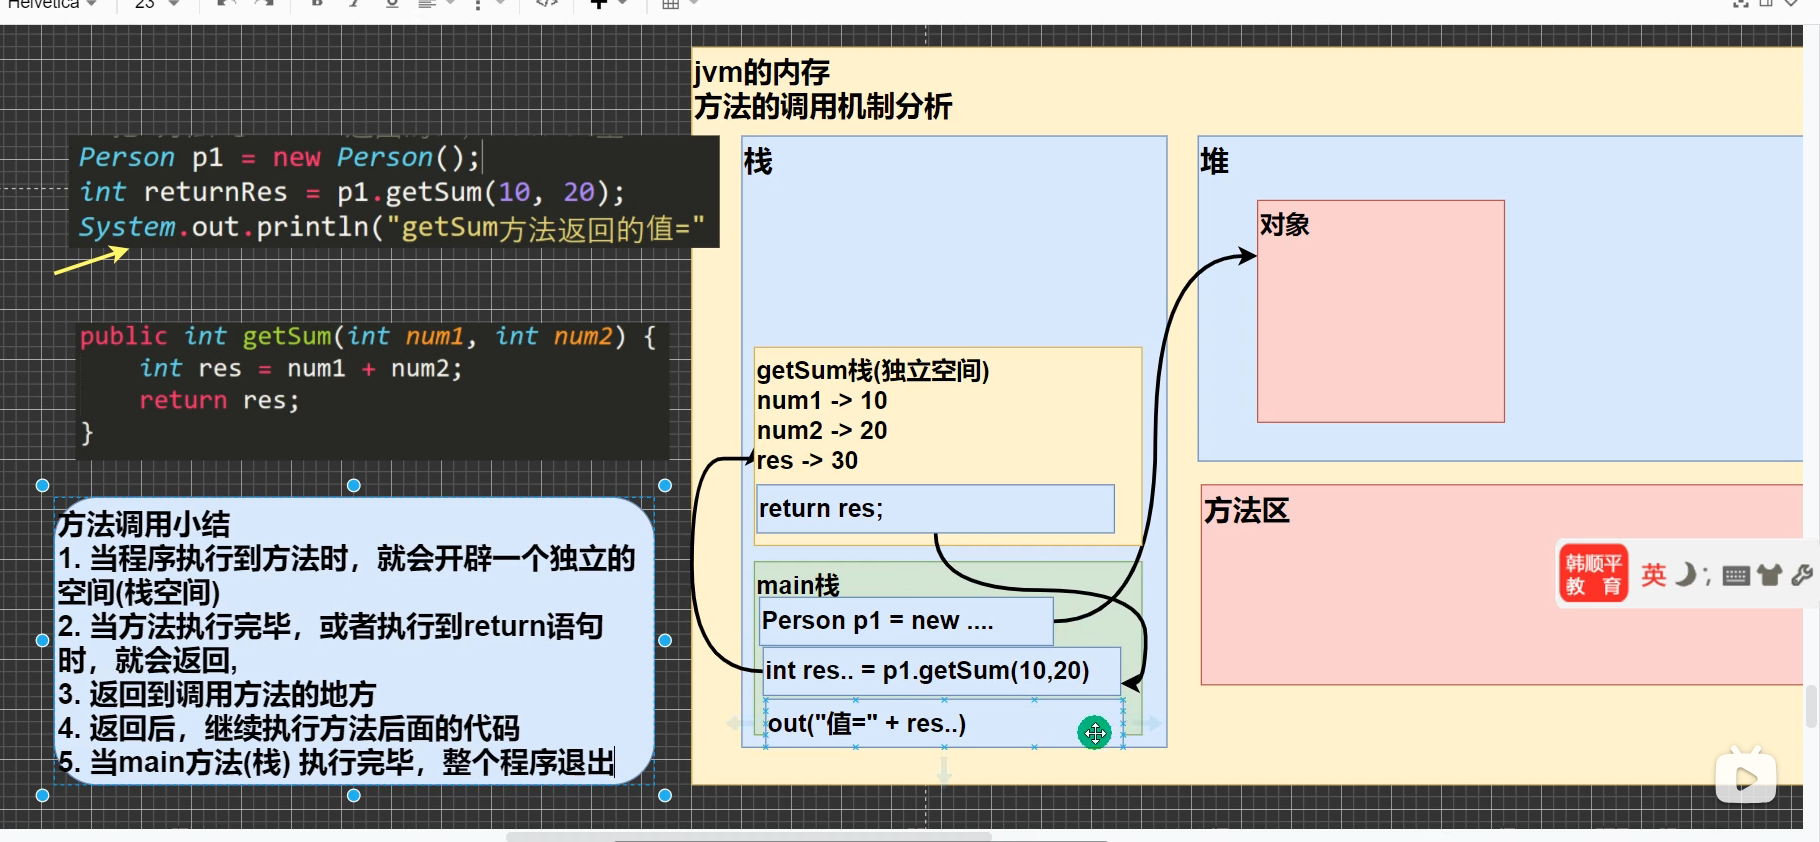 Helvetica
23
jvm的内存
方法的调用机制分析
Person p1 = new Person();
int returnRes = p1.getSum(10, 20);
System.out.println("getSum方法返回的值="
public int getSum(int num1, int num2) {
int res = num1 + num2;
return res;
}
方法调用小结
1. 当程序执行到方法时，就会开辟一个独立的
空间(栈空间)
2. 当方法执行完毕，或者执行到return语句
时，就会返回,
3. 返回到调用方法的地方
4. 返回后，继续执行方法后面的代码
5. 当main方法(栈) 执行完毕，整个程序退出
栈
getSum栈(独立空间)
num1 -> 10
num2 -> 20
res -> 30
return res;
main栈
Person p1 = new ....
int res.. = p1.getSum(10,20)
out("值=" + res..)
堆
对象
方法区
韩顺平
教 育
英